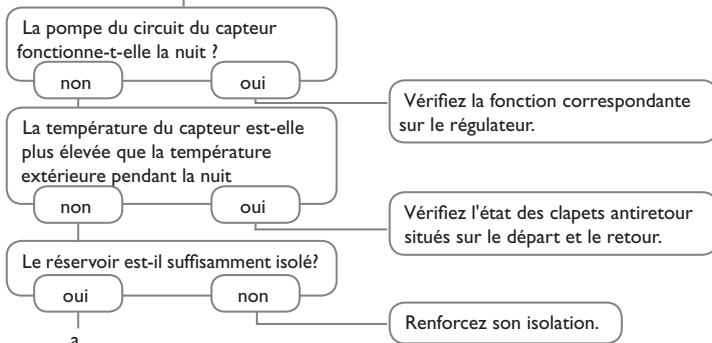 La pompe du circuit du capteur
fonctionne-t-elle la nuit ?
non
oui
Vérifiez la fonction correspondante
sur le régulateur.
La température du capteur est-elle
plus élevée que la température
extérieure pendant la nuit
non
oui
Vérifiez l'état des clapets antiretour
situés sur le départ et le retour.
Le réservoir est-il suffisamment isolé?
oui
non
Renforcez son isolation.
a